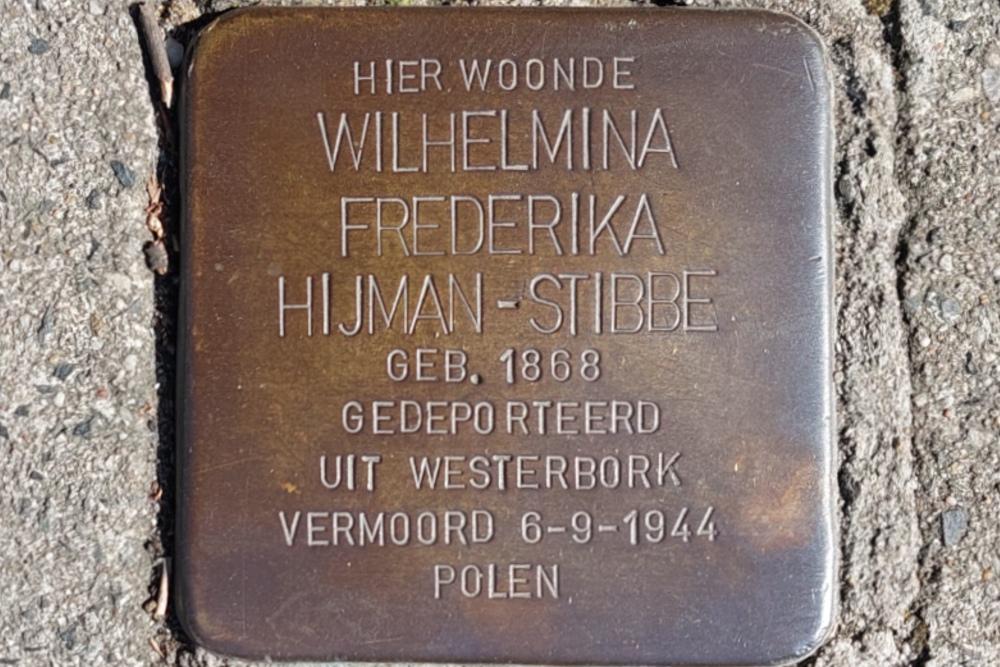 HIER WOONDE
WILHELMINA
FREDERIKA
HIJMAN-STIBBE
GEB. 1868
GEDEPORTEERD
UIT WESTERBORK
VERMOORD 6-9-1944
POLEN